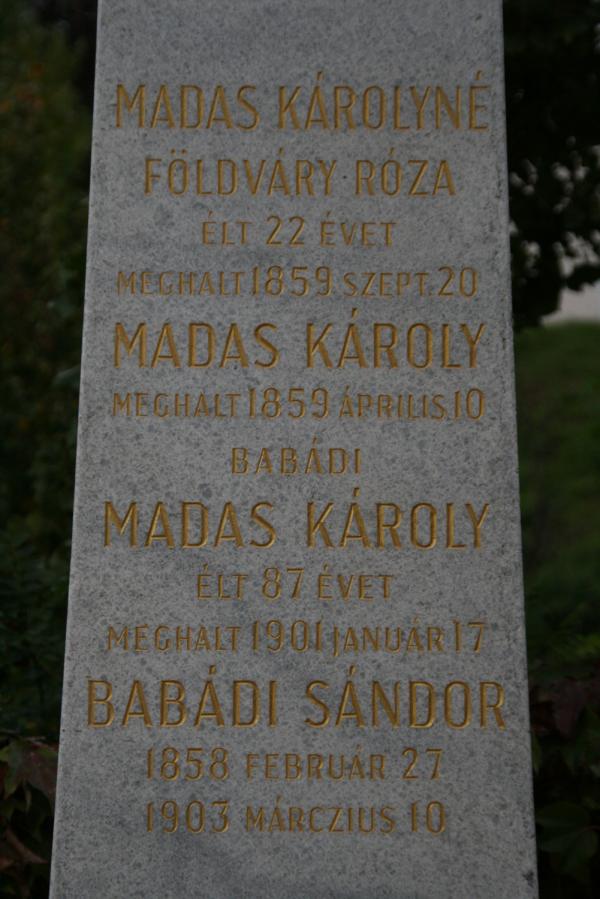 MADAS KÁROLYNÉ
FÖLDVÁRY RÓZA
ÉLT 22 ÉVET
MEGHALT 1859 SZEPT. 20
MADAS KÁROLY
MEGHALT 1859 ÁPRILIS 10
BABÁDI
MADAS KÁROLY
ÉLT 87 ÉVET
MEGHALT 1901 JANUÁR 17
BABÁDI SÁNDOR
1858 FEBRUÁR 27
1903 MÁRCZIUS 10